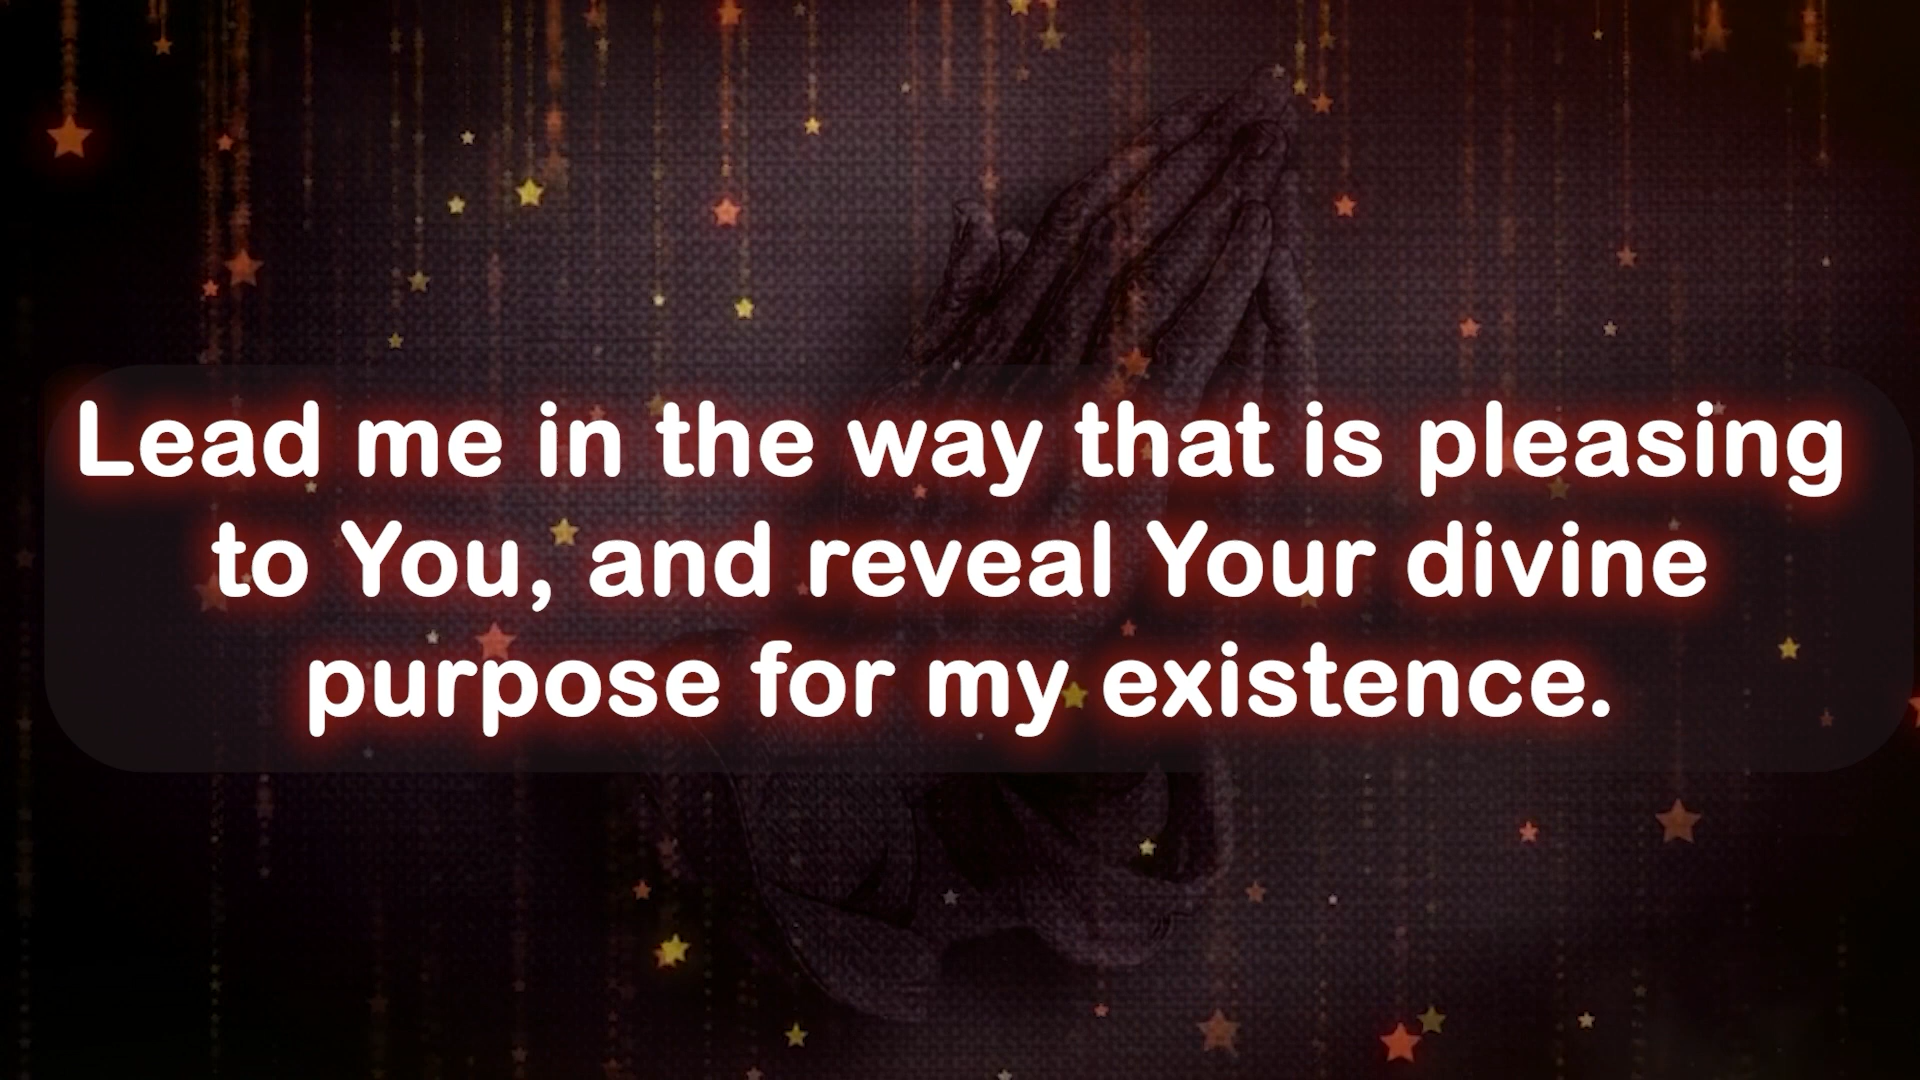 Lead me in the way that is pleasing
to You, and reveal Your divine
purpose for my existence.